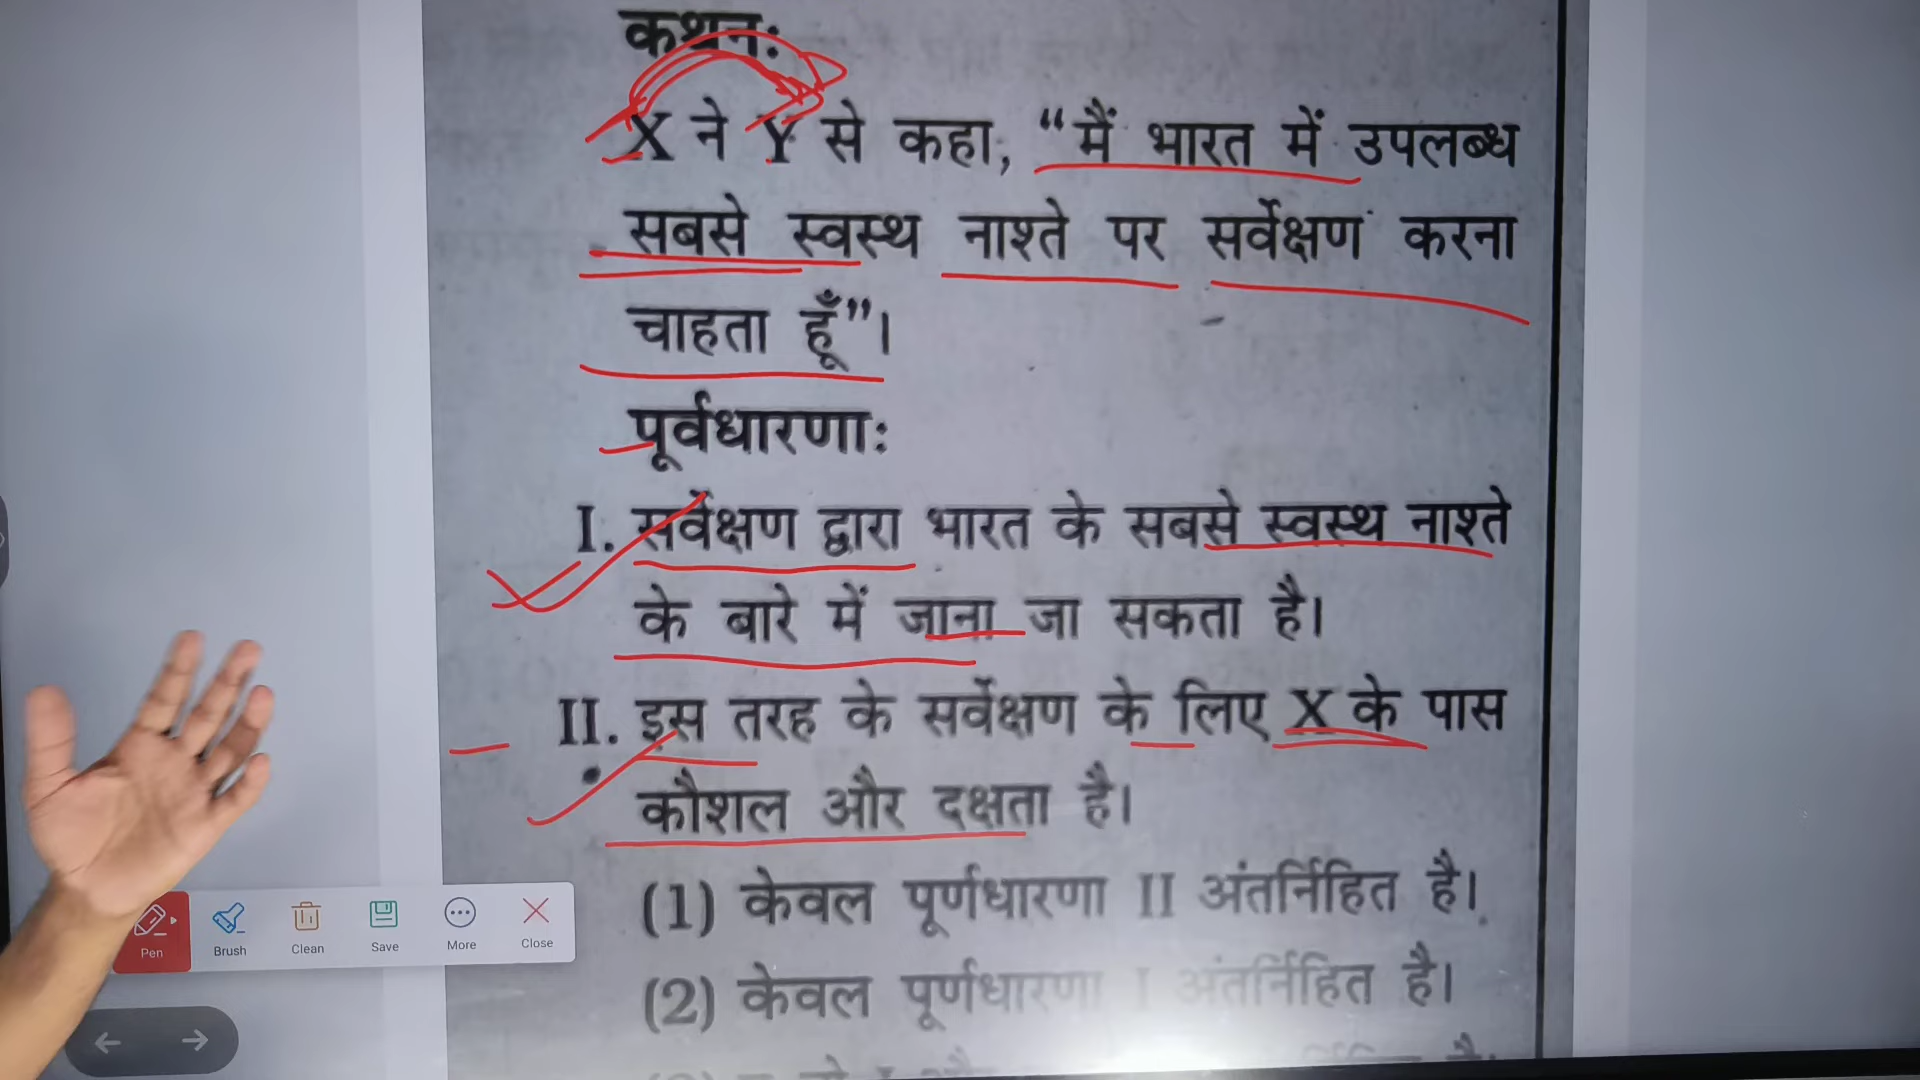 कथन:
X ने Y से कहा, “मैं भारत में उपलब्ध
सबसे स्वस्थ नाश्ते पर सर्वेक्षण करना
चाहता हूँ”।
पूर्वधारणा:
I. सर्वेक्षण द्वारा भारत के सबसे स्वस्थ नाश्ते
के बारे में जाना जा सकता है।
II. इस तरह के सर्वेक्षण के लिए X के पास
कौशल और दक्षता है।
(1) केवल पूर्णधारणा II अंतर्निहित है।
(2) केवल पूर्णधारणा I अंतर्निहित है।
Pen Brush Clean Save More Close